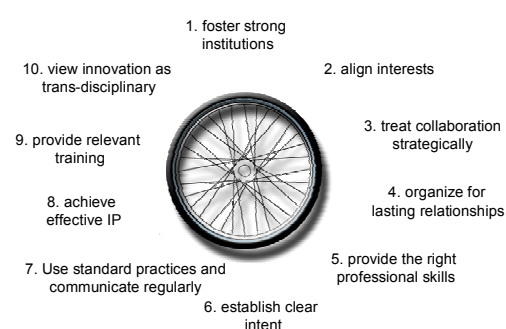 1. foster strong
institutions
2. align interests
3. treat collaboration
strategically
4. organize for
lasting relationships
5. provide the right
professional skills
6. establish clear
intent
7. Use standard practices and
communicate regularly
8. achieve
effective IP
9. provide relevant
training
10. view innovation as
trans-disciplinary